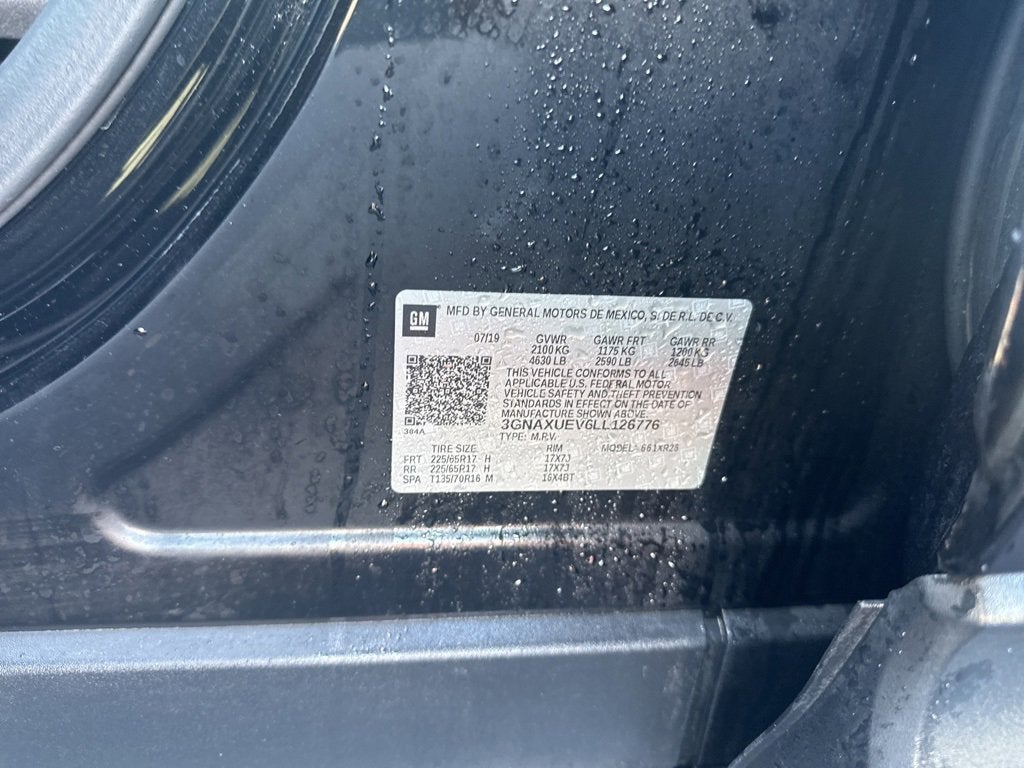 GM MFD BY GENERAL MOTORS DE MEXICO, S. DE R.L. DE C.V.
07/19 GVWR GAWR FRT GAWR RR
2100 KG 1175 KG 1200 KG
4630 LB 2590 LB 2645 LB
THIS VEHICLE CONFORMS TO ALL
APPLICABLE U.S. FEDERAL MOTOR
VEHICLE SAFETY AND THEFT PREVENTION
STANDARDS IN EFFECT ON THE DATE OF
MANUFACTURE SHOWN ABOVE.
384A 3GNAXUEV6LL126776
TYPE: M.P.V. MODEL: 661XR26
TIRE SIZE RIM
FRT 225/65R17 H 17X7J
RR 225/65R17 H 17X7J
SPA T135/70R16 M 16X4BT